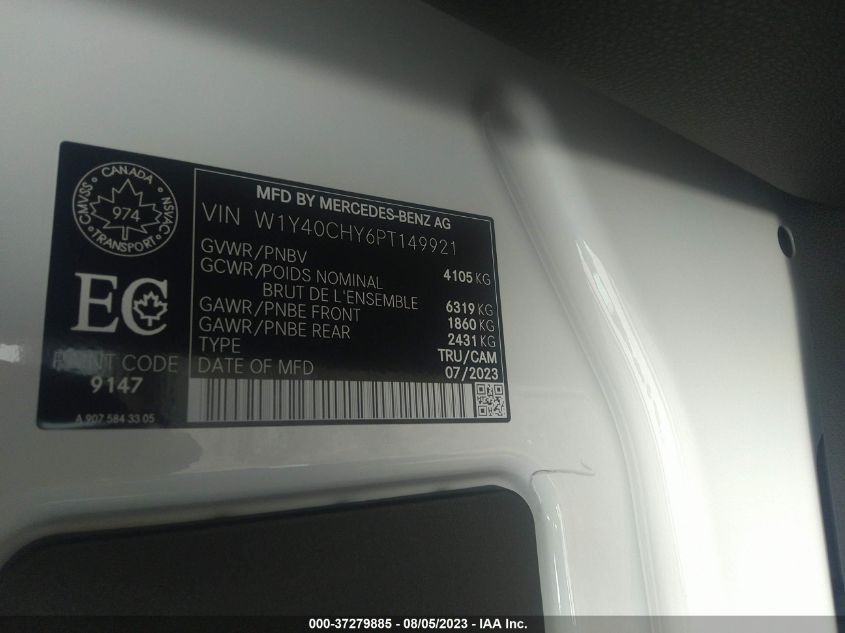 CANADA
CMVSS
974
NSVAC
TRANSPORT
EC
PAINT CODE
9147
A 907 584 33 05
MFD BY MERCEDES-BENZ AG
VIN W1Y40CHY6PT149921
GVWR/PNBV 4105 KG
GCWR/POIDS NOMINAL
BRUT DE L'ENSEMBLE 6319 KG
GAWR/PNBE FRONT 1860 KG
GAWR/PNBE REAR 2431 KG
TYPE TRU/CAM
DATE OF MFD 07/2023
000-37279885 - 08/05/2023 - IAA Inc.